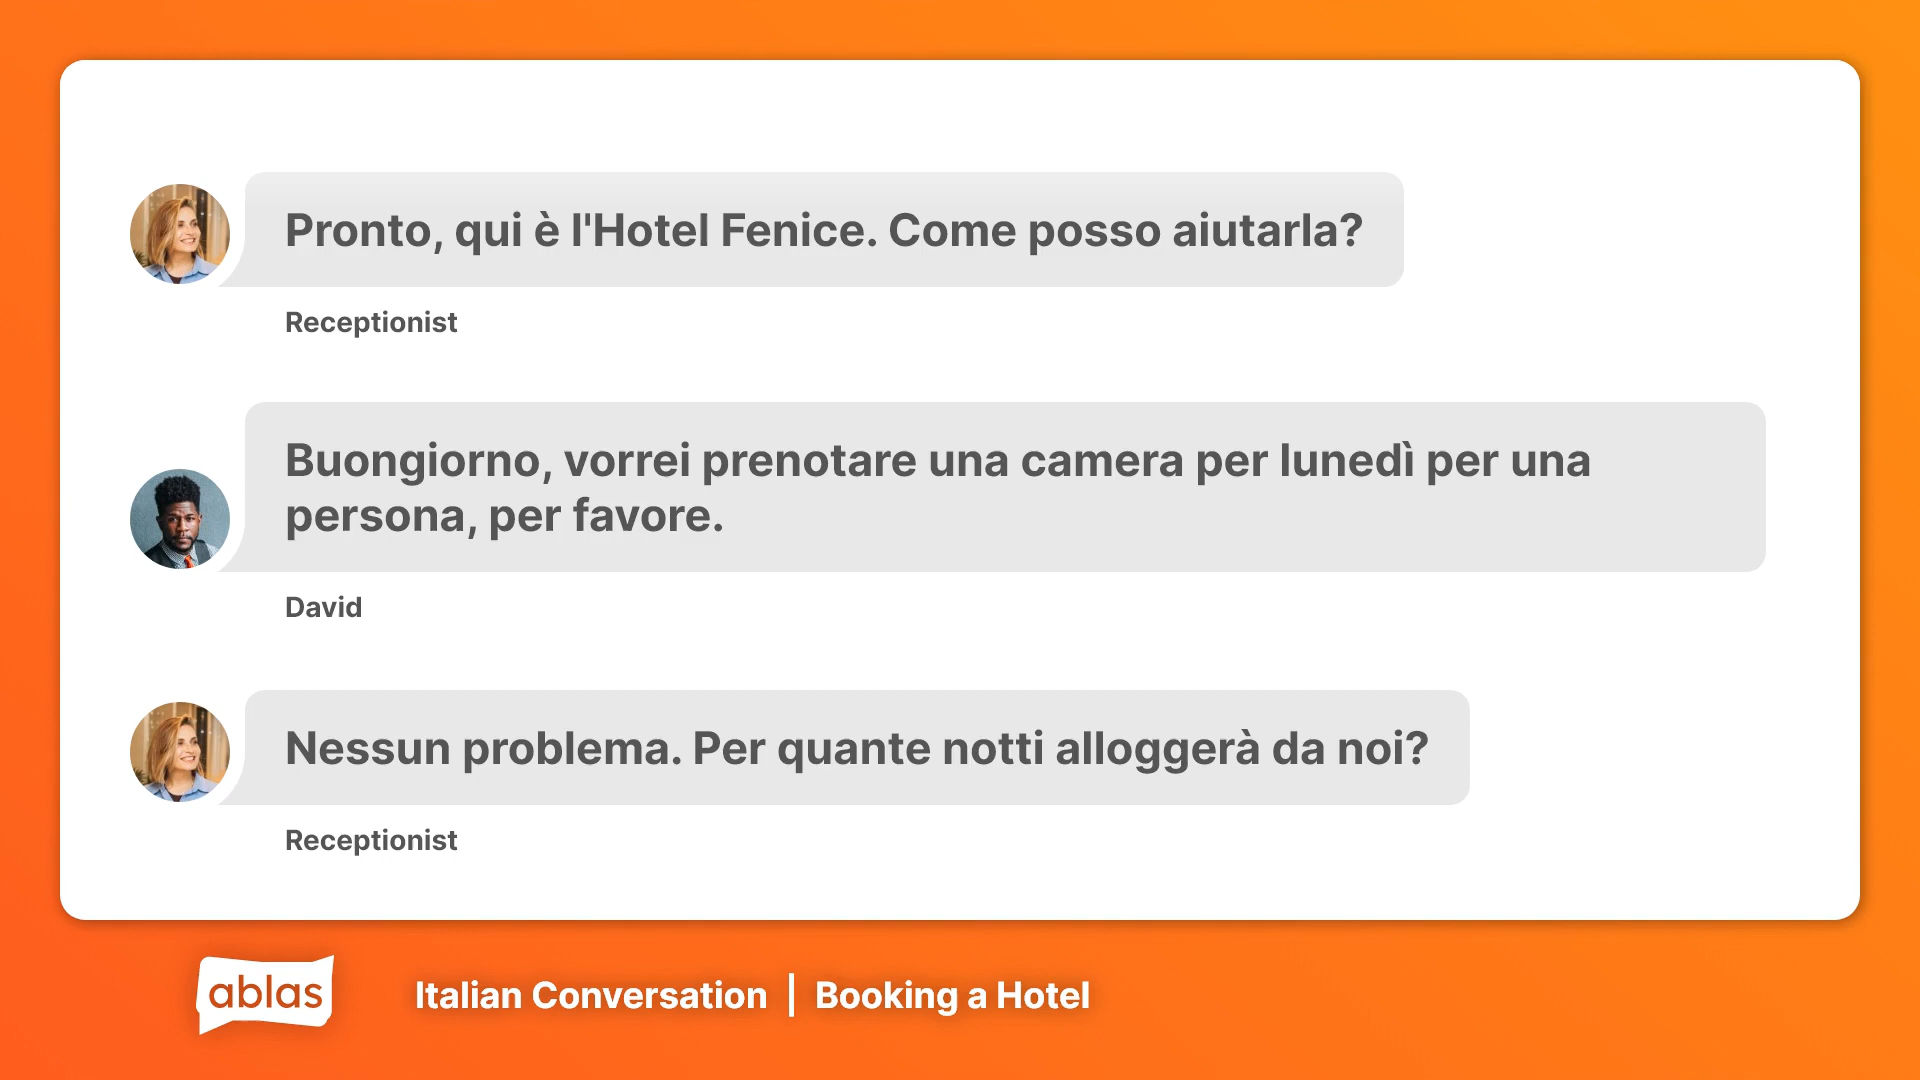 Pronto, qui è l'Hotel Fenice. Come posso aiutarla?
Receptionist
Buongiorno, vorrei prenotare una camera per lunedì per una
persona, per favore.
David
Nessun problema. Per quante notti alloggerà da noi?
Receptionist
ablas
Italian Conversation | Booking a Hotel